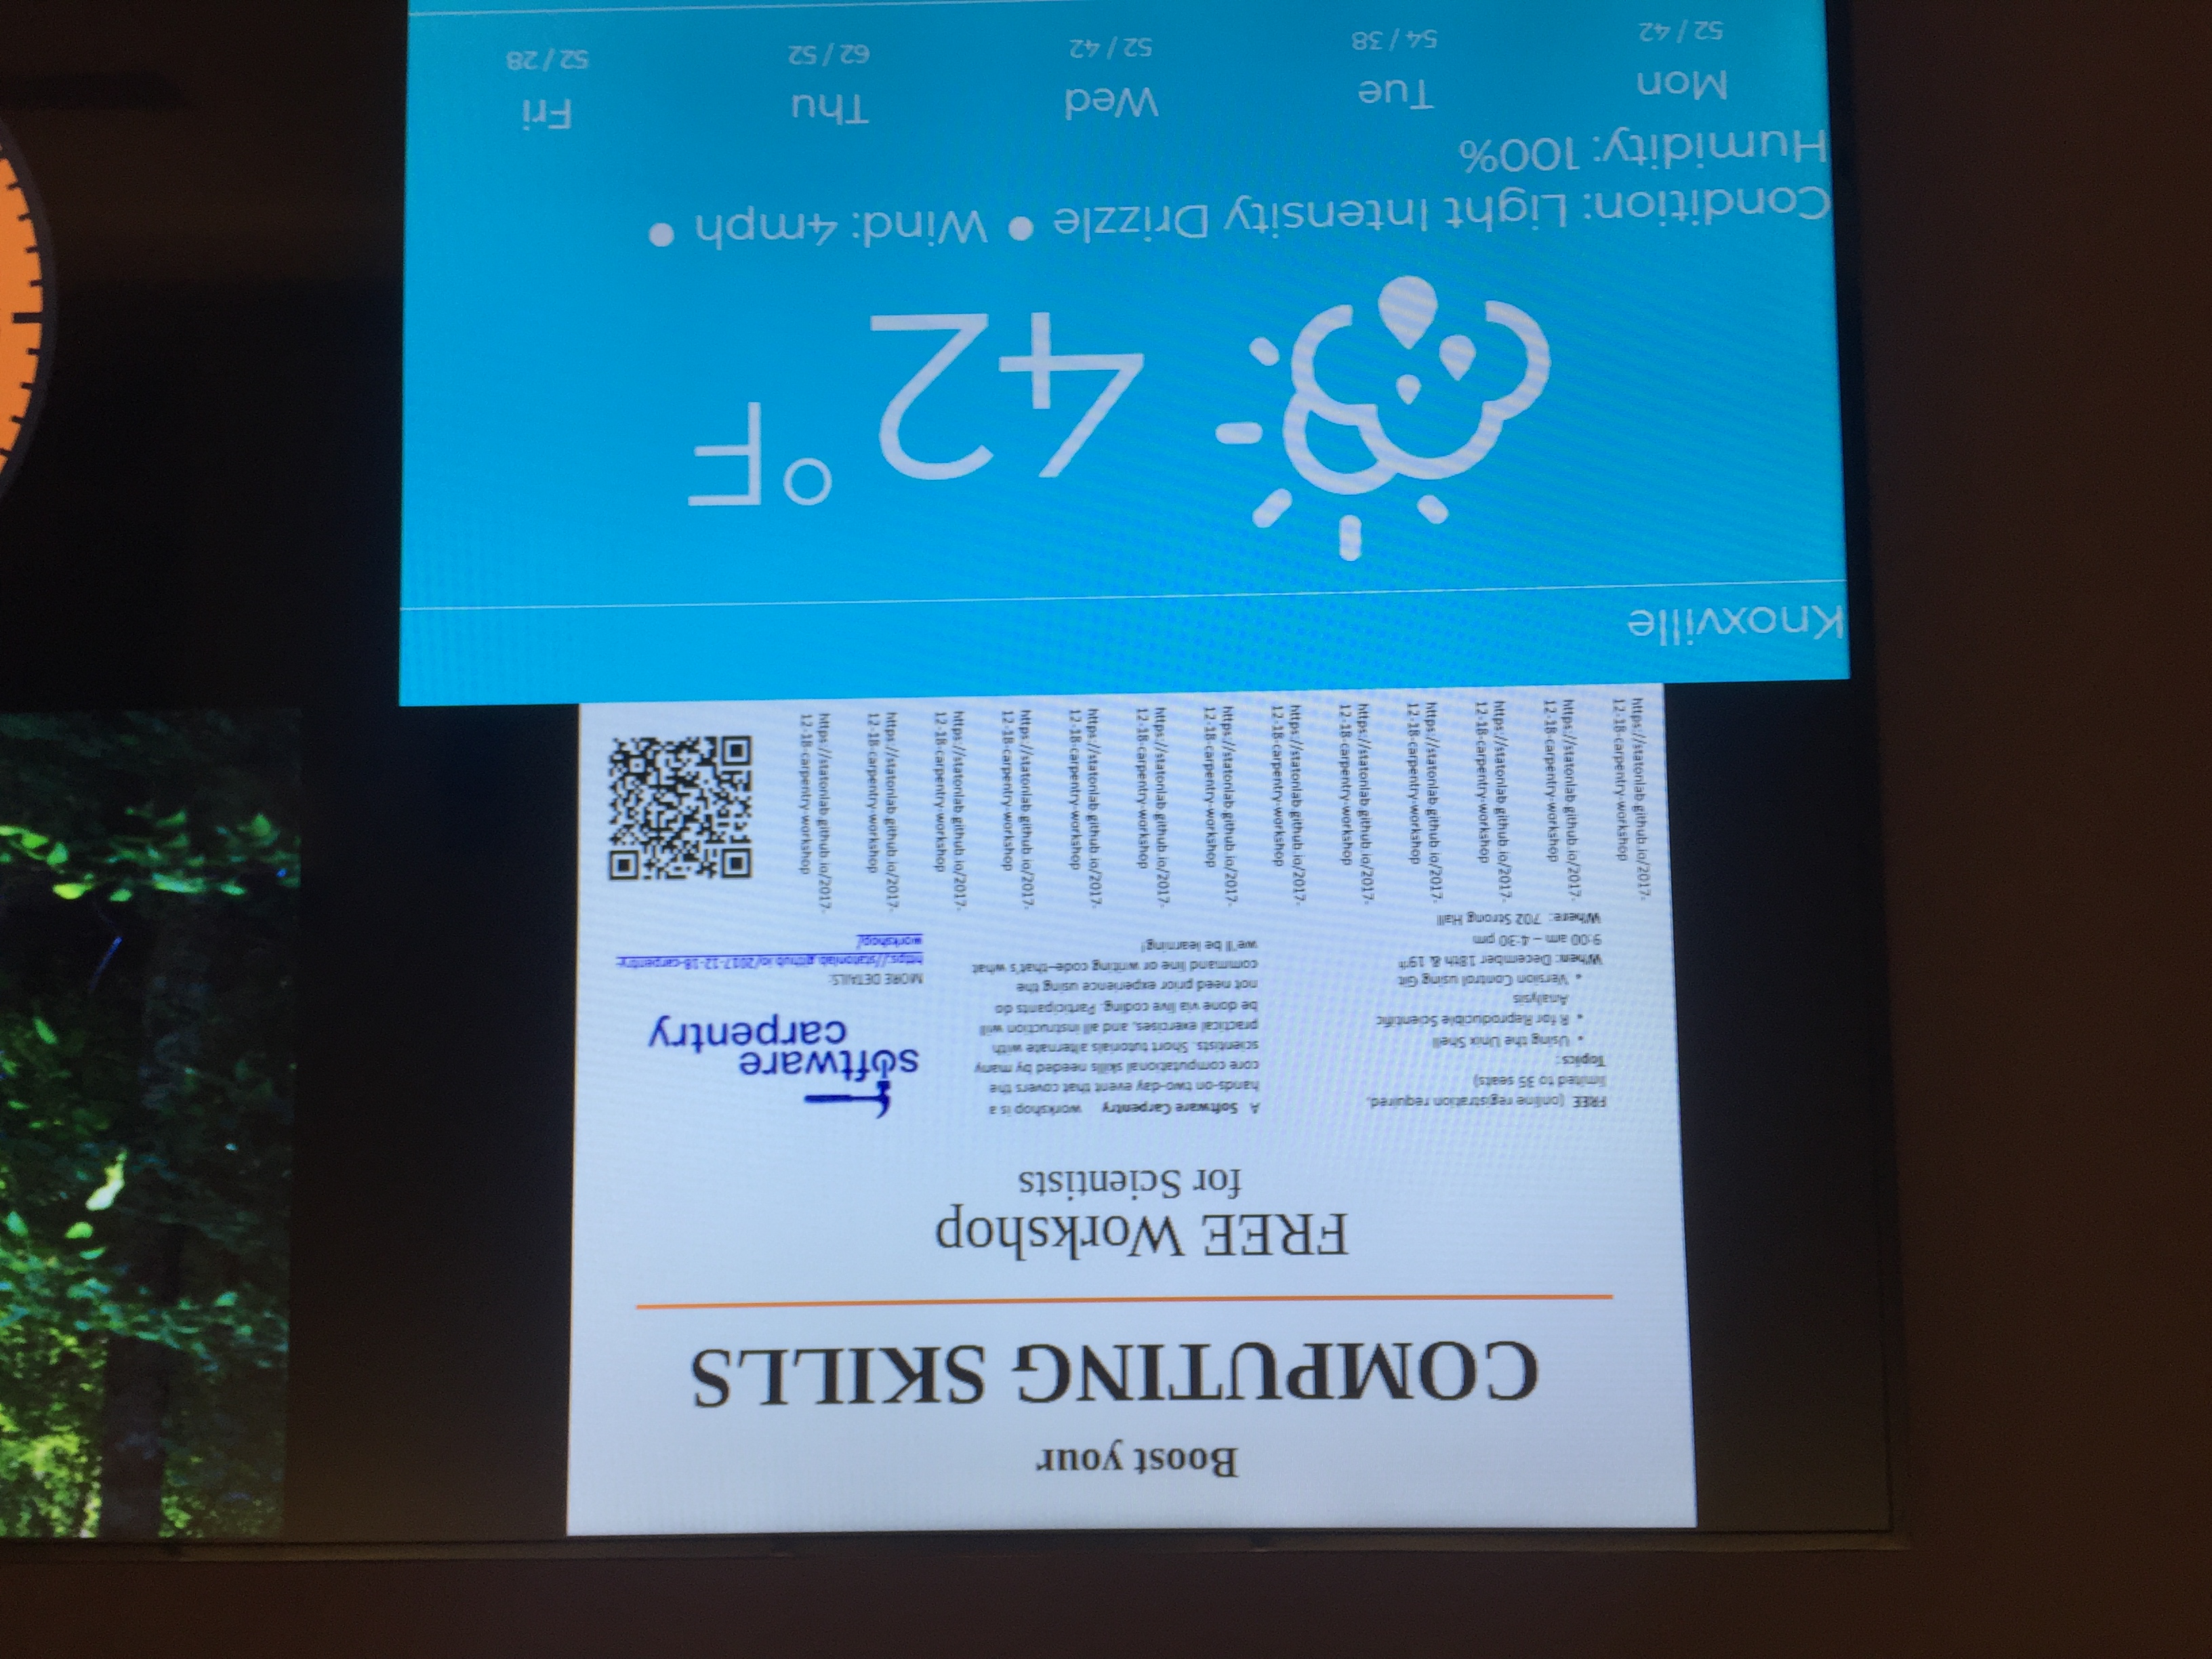 Boost your
COMPUTING SKILLS
FREE Workshop
for Scientists
FREE (online registration required,
limited to 35 seats)
Topics:
• Using the Unix Shell
• R for Reproducible Scientific
Analysis
• Version Control using Git
When: December 18th & 19th
9:00 am – 4:30 pm
Where: 702 Strong Hall
A Software Carpentry workshop is a
hands-on two-day event that covers the
core computational skills needed by many
scientists. Short tutorials alternate with
practical exercises, and all instruction will
be done via live coding. Participants do
not need prior experience using the
command line or writing code–that's what
we'll be learning!
software
carpentry
MORE DETAILS:
https://statonlab.github.io/2017-12-18-carpentry-
workshop/
https://statonlab.github.io/2017-
12-18-carpentry-workshop
https://statonlab.github.io/2017-
12-18-carpentry-workshop
https://statonlab.github.io/2017-
12-18-carpentry-workshop
https://statonlab.github.io/2017-
12-18-carpentry-workshop
https://statonlab.github.io/2017-
12-18-carpentry-workshop
https://statonlab.github.io/2017-
12-18-carpentry-workshop
https://statonlab.github.io/2017-
12-18-carpentry-workshop
https://statonlab.github.io/2017-
12-18-carpentry-workshop
https://statonlab.github.io/2017-
12-18-carpentry-workshop
https://statonlab.github.io/2017-
12-18-carpentry-workshop
https://statonlab.github.io/2017-
12-18-carpentry-workshop
https://statonlab.github.io/2017-
12-18-carpentry-workshop
https://statonlab.github.io/2017-
12-18-carpentry-workshop
Knoxville
42 °F
Condition: Light Intensity Drizzle ● Wind: 4mph ●
Humidity: 100%
Mon Tue Wed Thu Fri
52 / 42 54 / 38 52 / 42 62 / 52 52 / 28